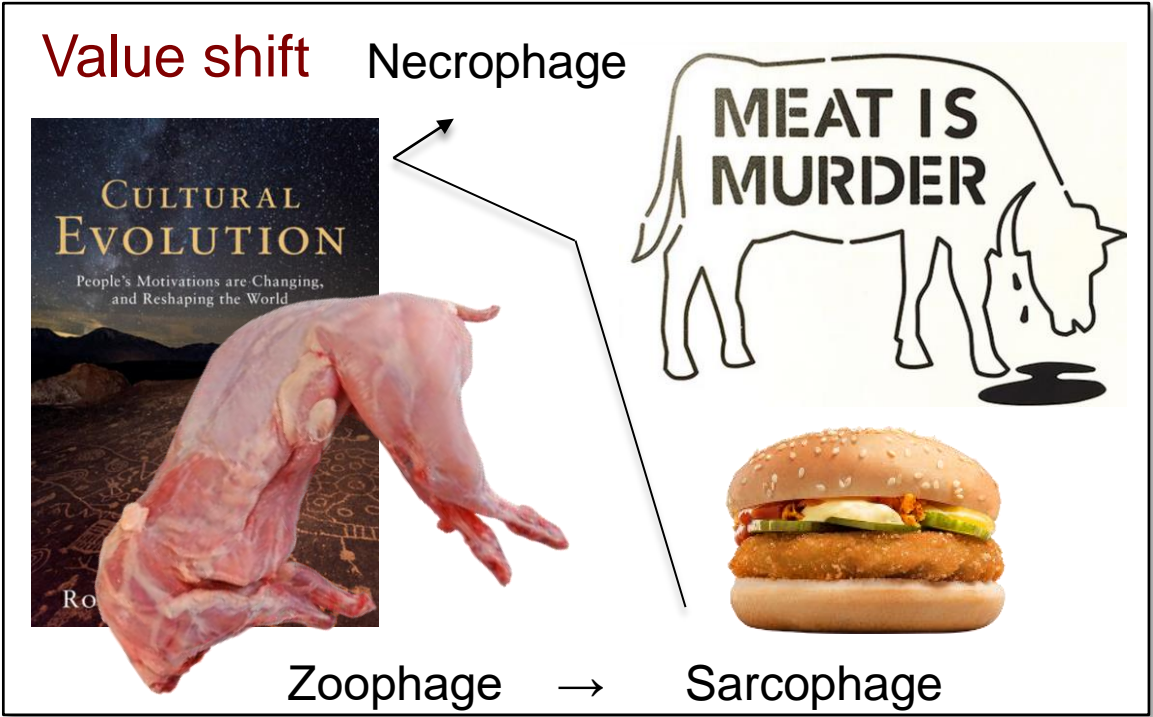 Value shift
Necrophage
MEAT IS
MURDER
CULTURAL
EVOLUTION
People's Motivations are Changing,
and Reshaping the World
Zoophage → Sarcophage